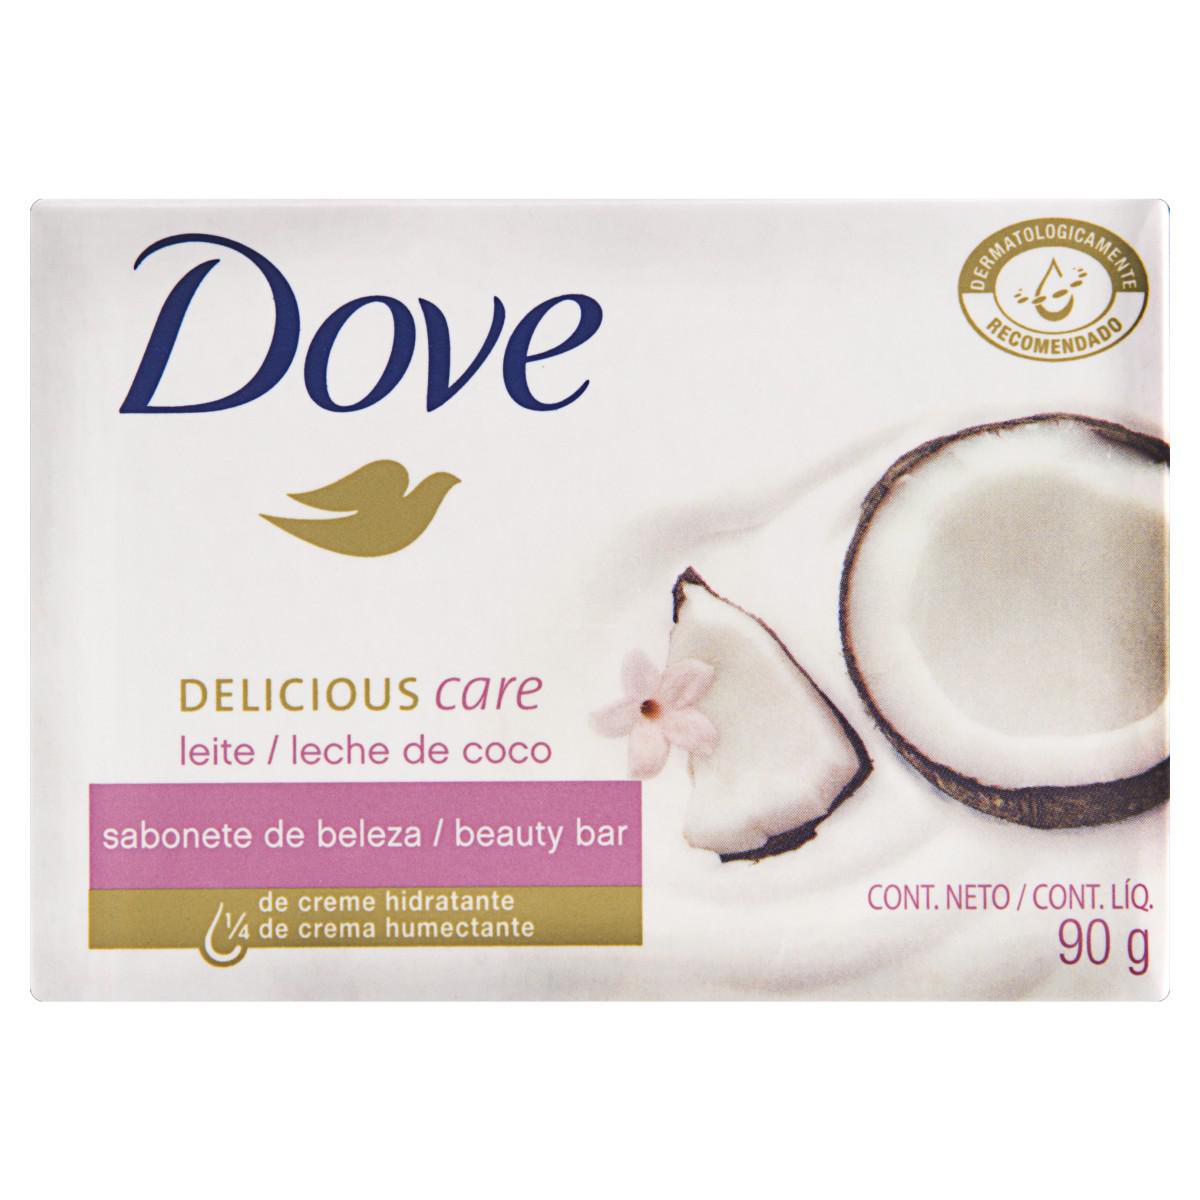 Dove
DERMATOLOGICAMENTE
RECOMENDADO
DELICIOUS care
leite / leche de coco
sabonete de beleza / beauty bar
1/4
de creme hidratante
de crema humectante
CONT. NETO / CONT. LÍQ.
90 g